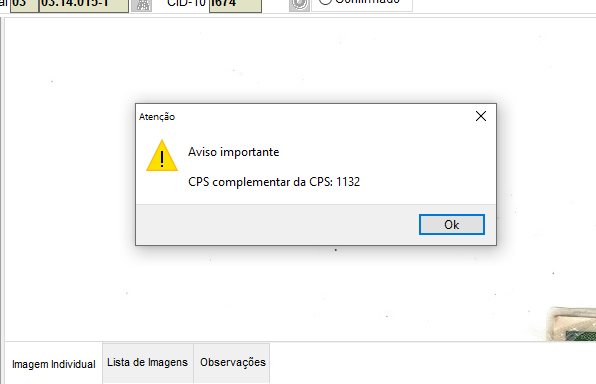 03 03.14.015-1 CID-10 I674 Confirmado
Atenção
Aviso importante
CPS complementar da CPS: 1132
Ok
Imagem Individual Lista de Imagens Observações